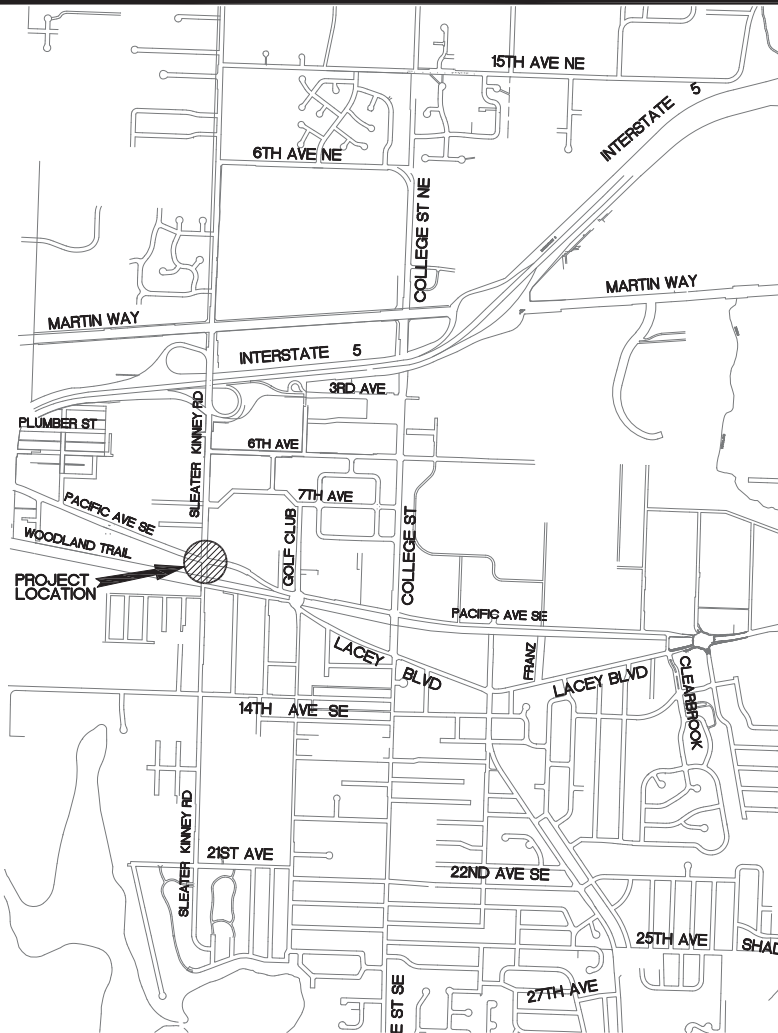 15TH AVE NE
INTERSTATE 5
6TH AVE NE
COLLEGE ST NE
MARTIN WAY
MARTIN WAY
INTERSTATE 5
3RD AVE
SLEATER KINNEY RD
PLUMBER ST
6TH AVE
7TH AVE
PACIFIC AVE SE
GOLF CLUB
COLLEGE ST
WOODLAND TRAIL
PROJECT
LOCATION
PACIFIC AVE SE
LACEY BLVD
FRANZ
LACEY BLVD
CLEARBROOK
14TH AVE SE
SLEATER KINNEY RD
21ST AVE
22ND AVE SE
25TH AVE
SHAD
27TH AVE
E ST SE